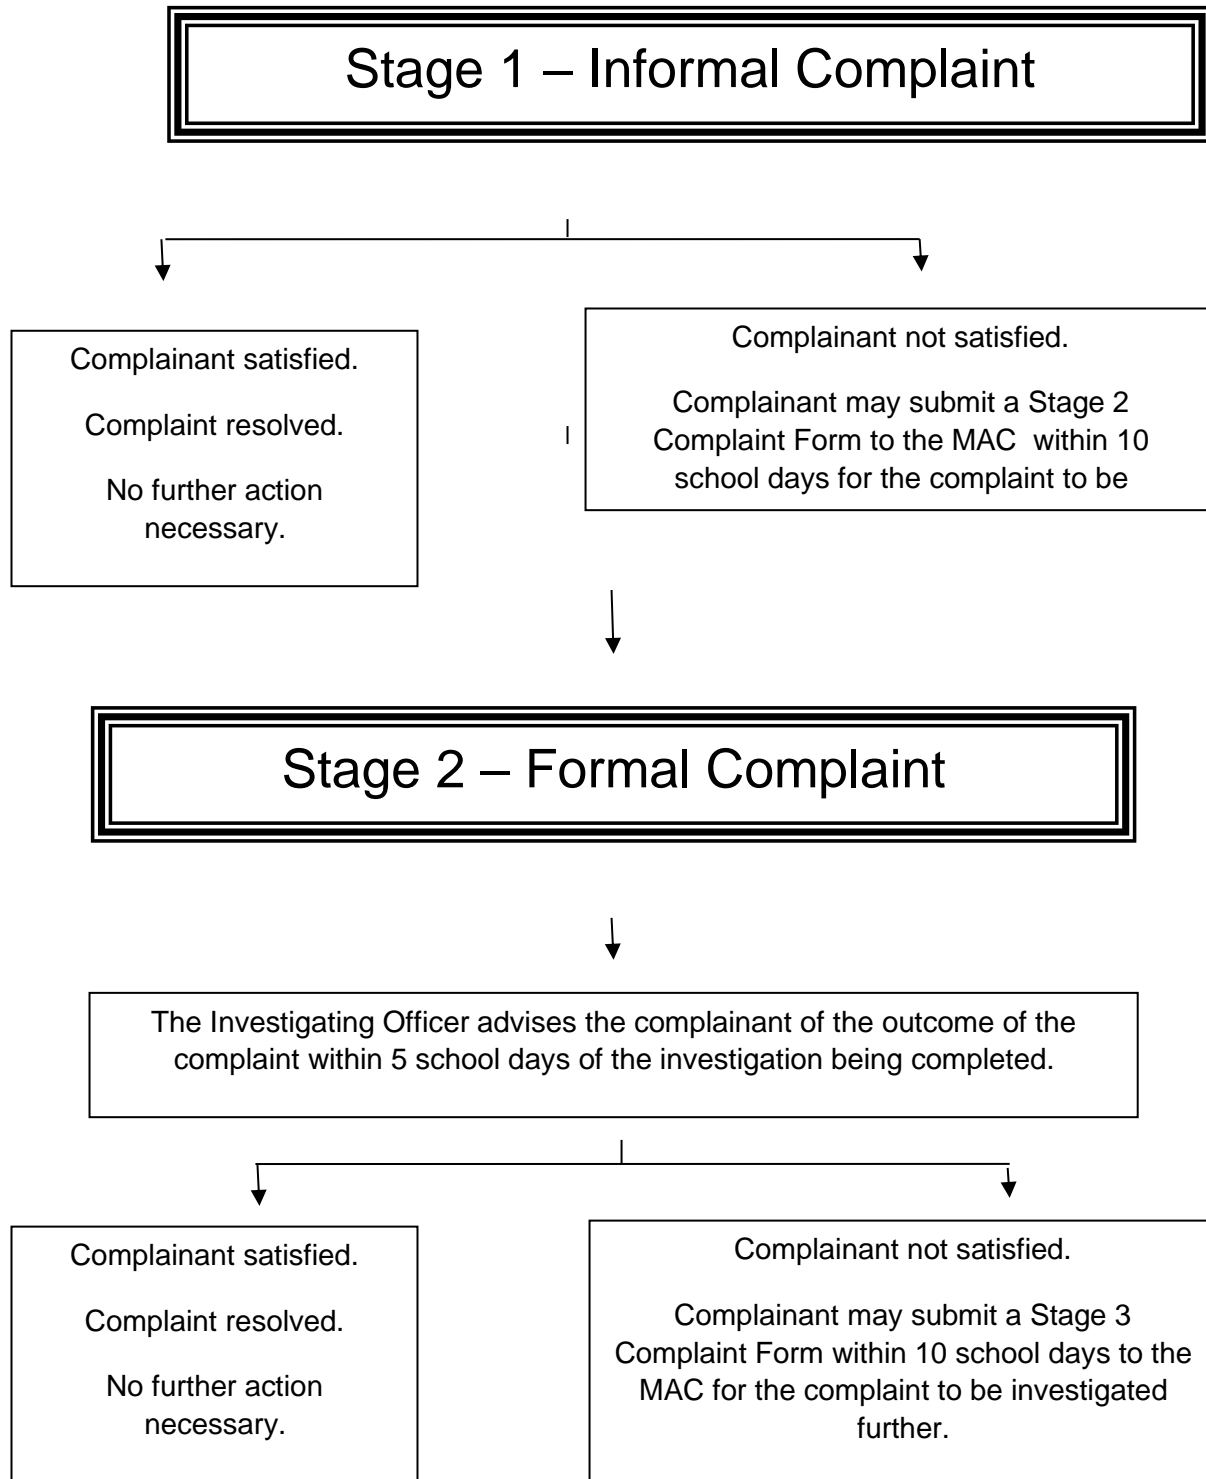 Stage 1 – Informal Complaint
Complainant satisfied.
Complaint resolved.
No further action
necessary.
Complainant not satisfied.
Complainant may submit a Stage 2
Complaint Form to the MAC  within 10
school days for the complaint to be
Stage 2 – Formal Complaint
The Investigating Officer advises the complainant of the outcome of the
complaint within 5 school days of the investigation being completed.
Complainant satisfied.
Complaint resolved.
No further action
necessary.
Complainant not satisfied.
Complainant may submit a Stage 3
Complaint Form within 10 school days to the
MAC for the complaint to be investigated
further.